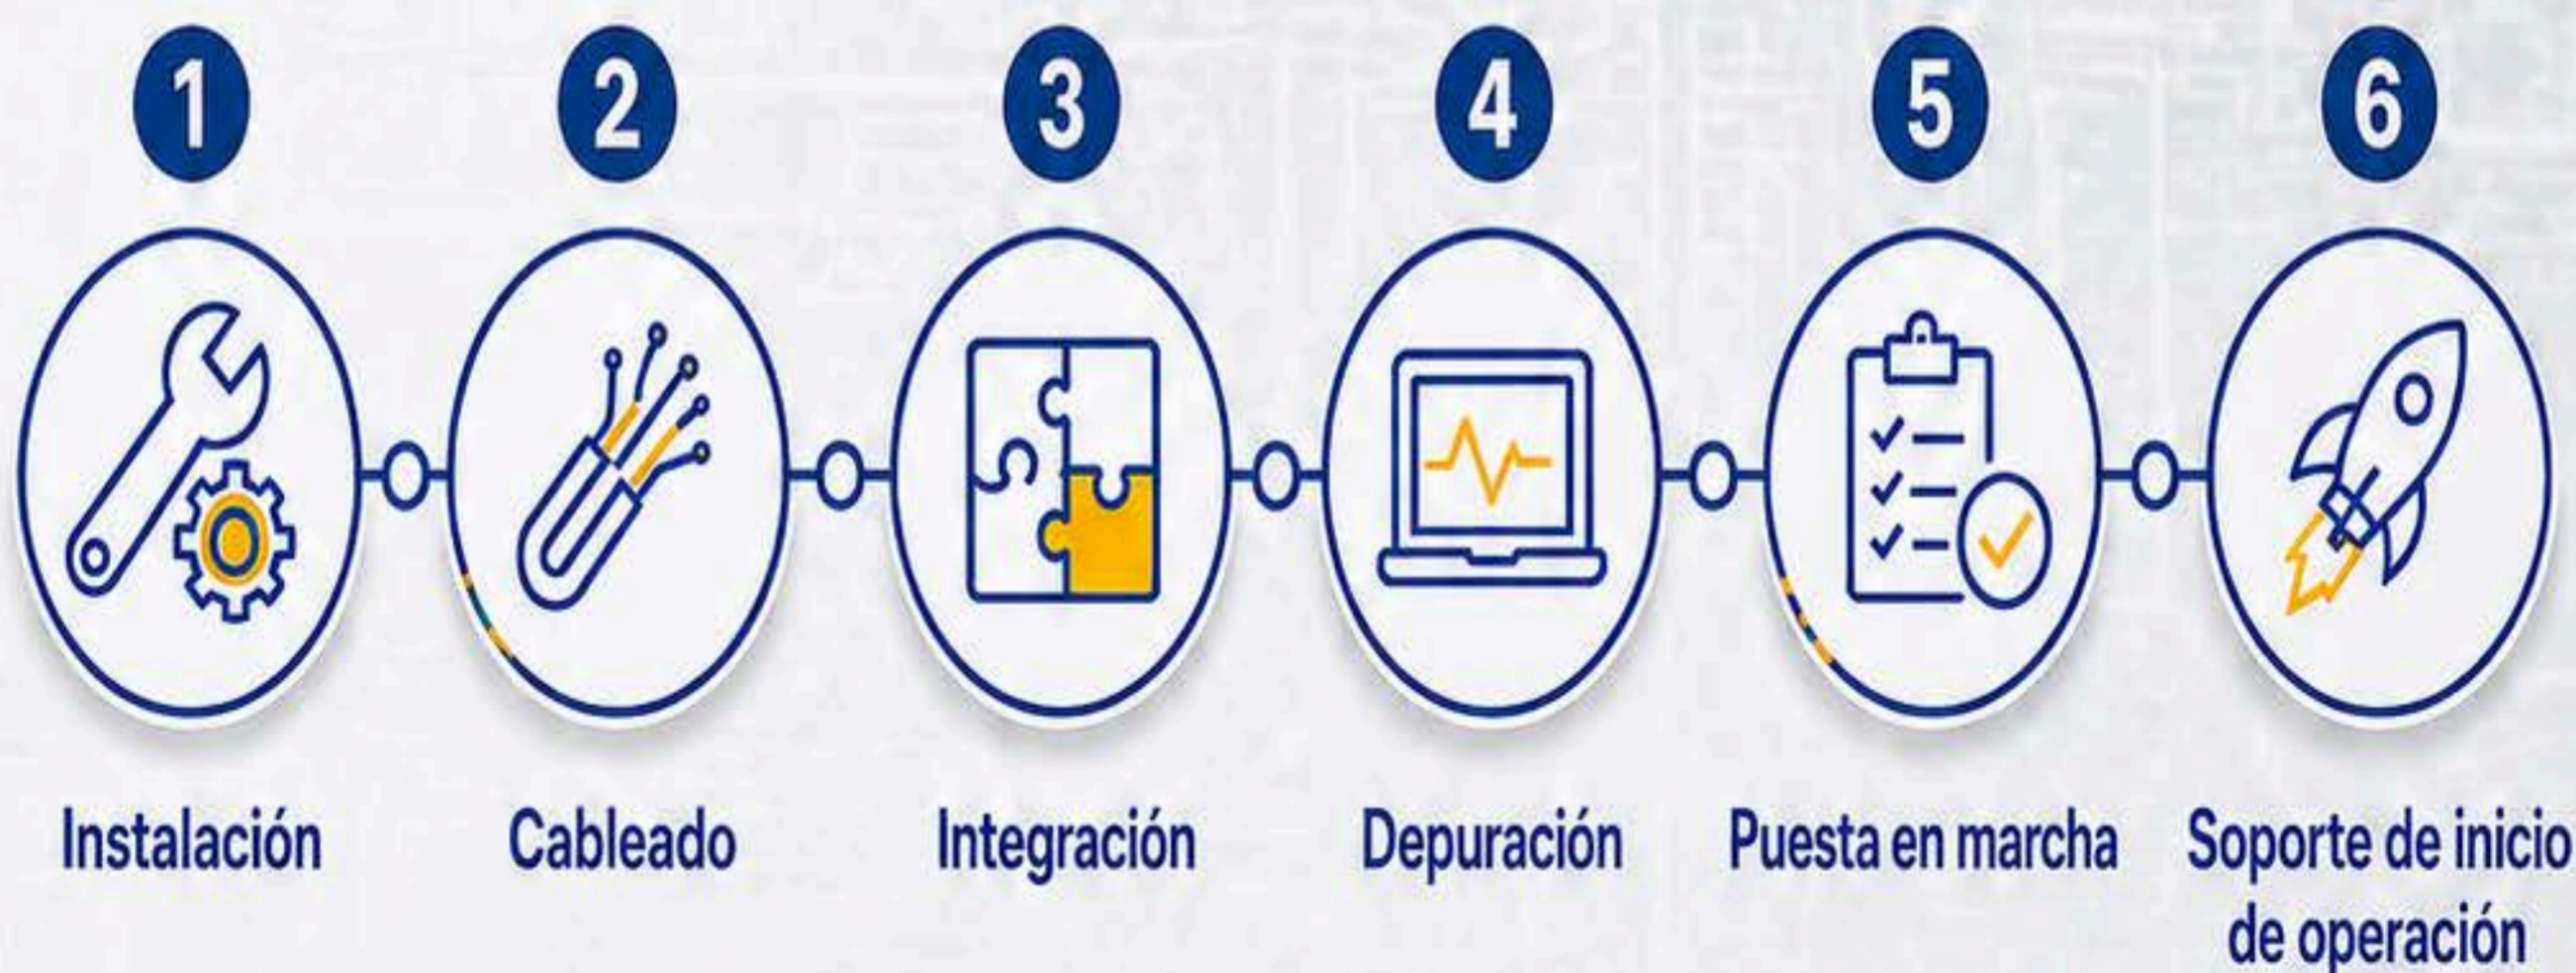 1
2
3
4
5
6
Instalación
Cableado
Integración
Depuración
Puesta en marcha
Soporte de inicio
de operación